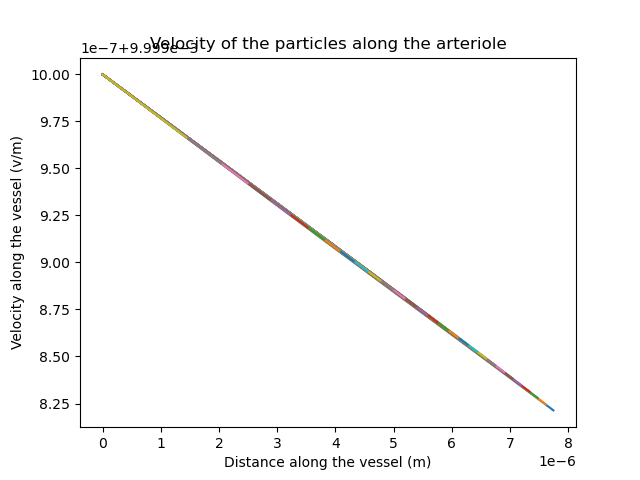 Velocity of the particles along the arteriole
1e−7+9.999e−3
10.00
9.75
9.50
9.25
9.00
8.75
8.50
8.25
Velocity along the vessel (v/m)
0 1 2 3 4 5 6 7 8
1e−6
Distance along the vessel (m)